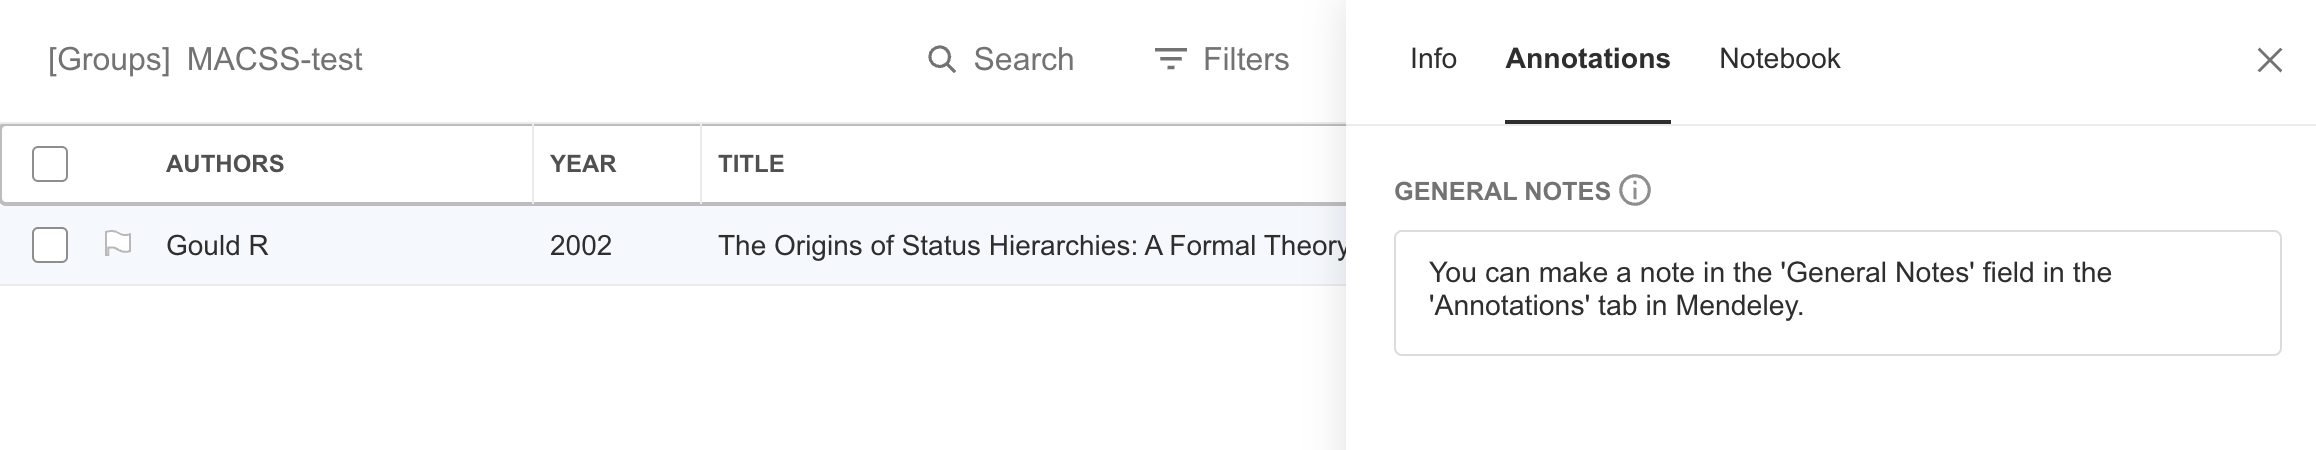 [Groups] MACSS-test
Search
Filters
Info
Annotations
Notebook
AUTHORS
YEAR
TITLE
Gould R
2002
The Origins of Status Hierarchies: A Formal Theory
GENERAL NOTES
You can make a note in the 'General Notes' field in the
'Annotations' tab in Mendeley.